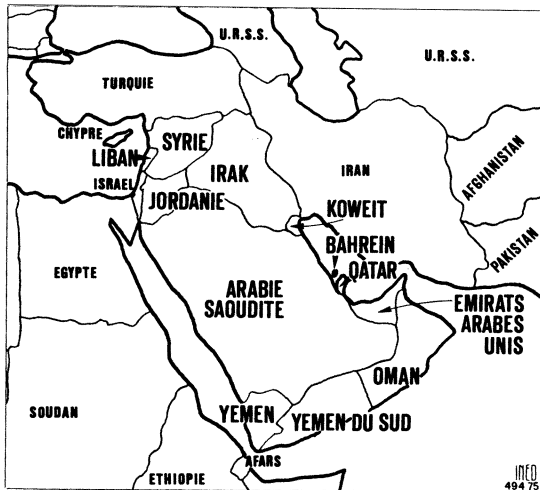 U.R.S.S.
U.R.S.S.
TURQUIE
CHYPRE
SYRIE
LIBAN
ISRAEL
IRAK
IRAN
AFGHANISTAN
JORDANIE
KOWEIT
BAHREIN
QATAR
PAKISTAN
EGYPTE
ARABIE
SAOUDITE
EMIRATS
ARABES
UNIS
OMAN
SOUDAN
YEMEN
YEMEN DU SUD
AFARS
ETHIOPIE
INED
494 75